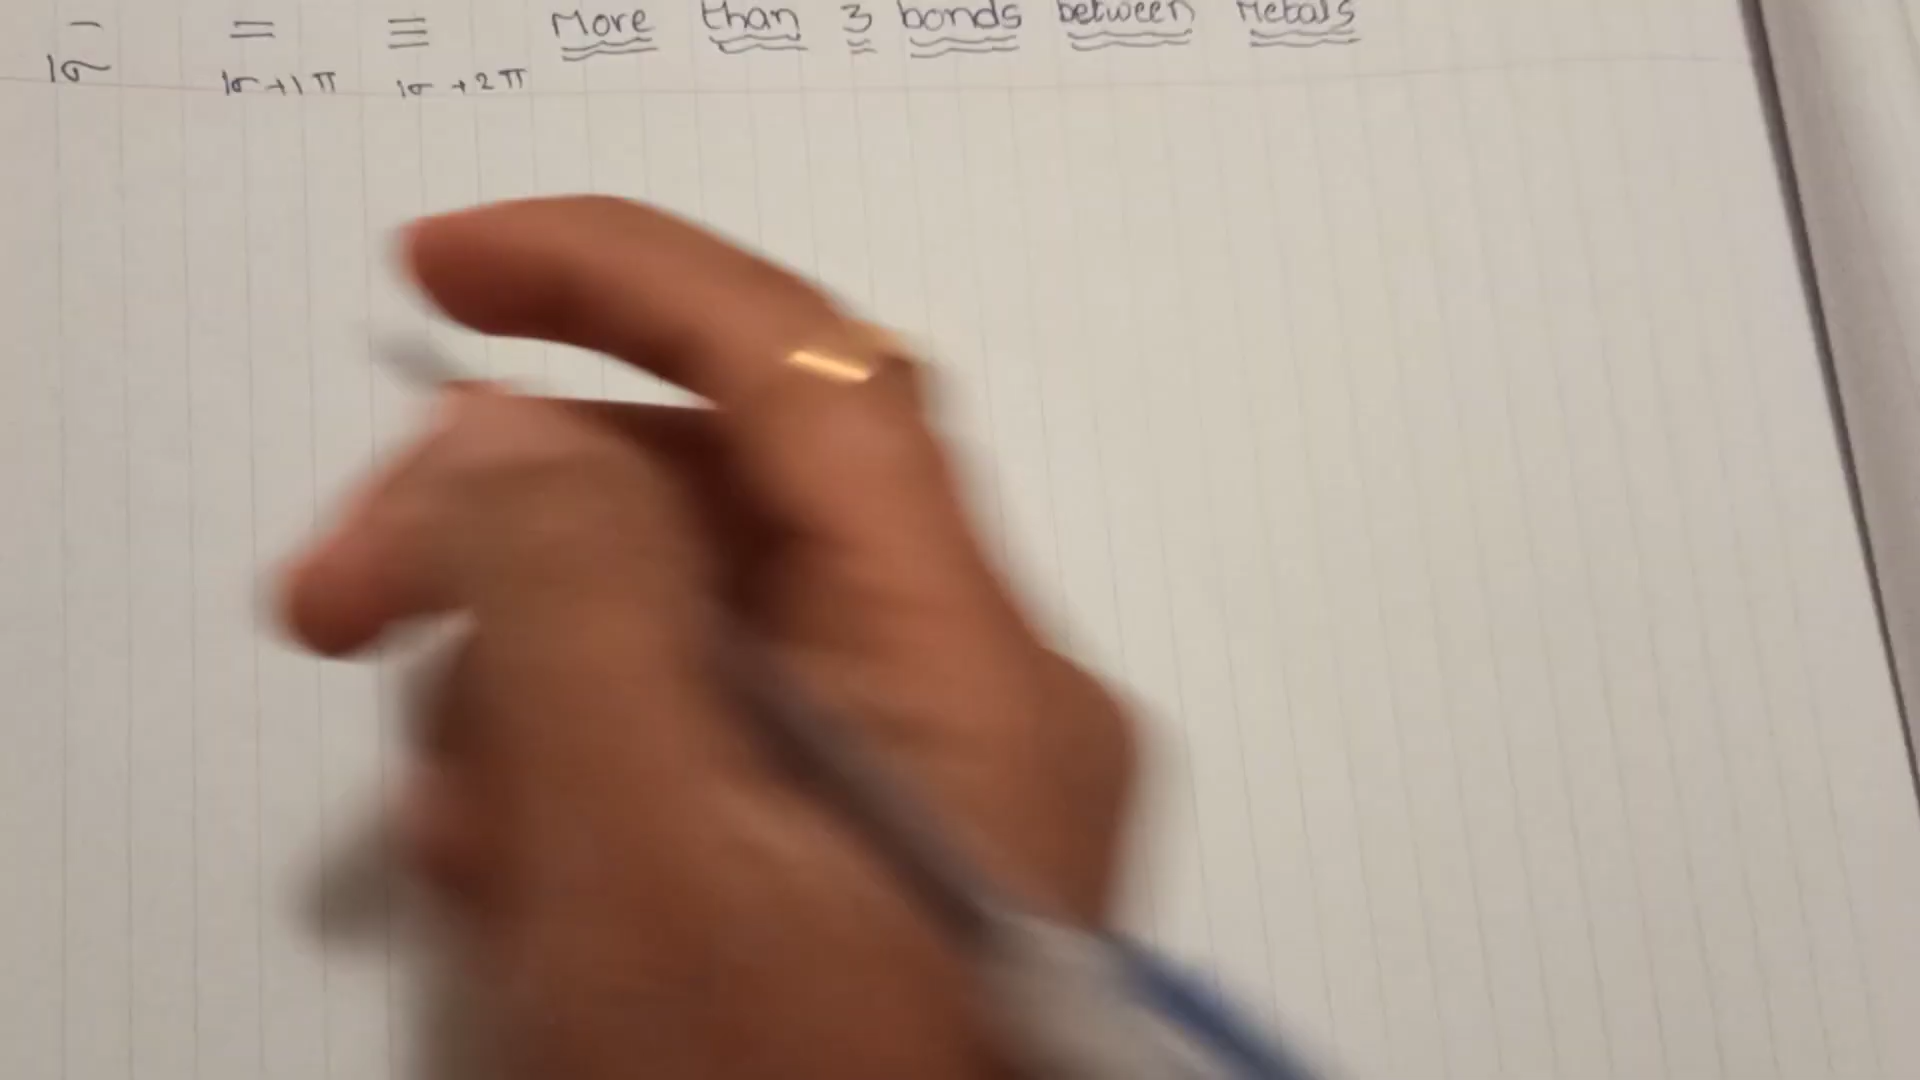 — = ≡ More than 3 bonds between Metals
1σ 1σ+1π 1σ+2π